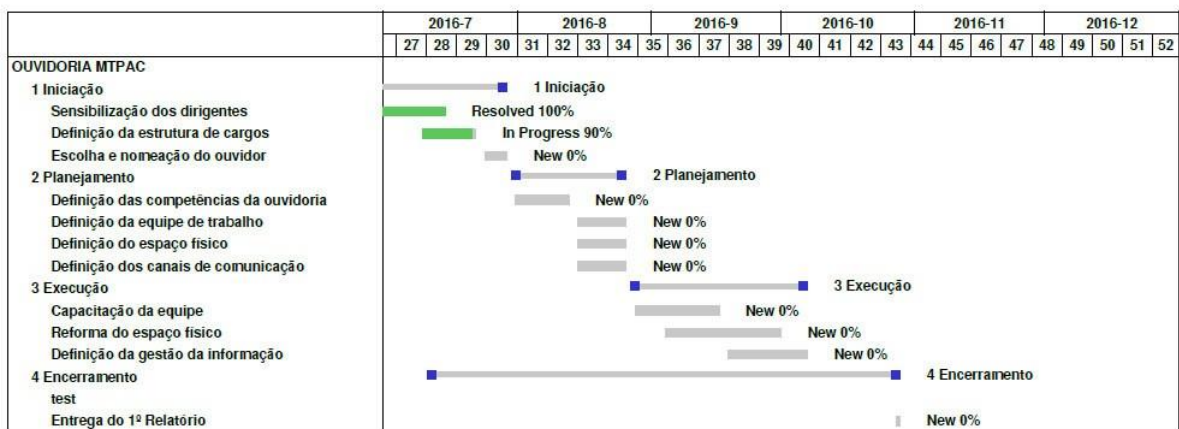 2016-7 2016-8 2016-9 2016-10 2016-11 2016-12
27 28 29 30 31 32 33 34 35 36 37 38 39 40 41 42 43 44 45 46 47 48 49 50 51 52
OUVIDORIA MTPAC
1 Iniciação 1 Iniciação
Sensibilização dos dirigentes Resolved 100%
Definição da estrutura de cargos In Progress 90%
Escolha e nomeação do ouvidor New 0%
2 Planejamento 2 Planejamento
Definição das competências da ouvidoria New 0%
Definição da equipe de trabalho New 0%
Definição do espaço físico New 0%
Definição dos canais de comunicação New 0%
3 Execução 3 Execução
Capacitação da equipe New 0%
Reforma do espaço físico New 0%
Definição da gestão da informação New 0%
4 Encerramento 4 Encerramento
test
Entrega do 1º Relatório New 0%